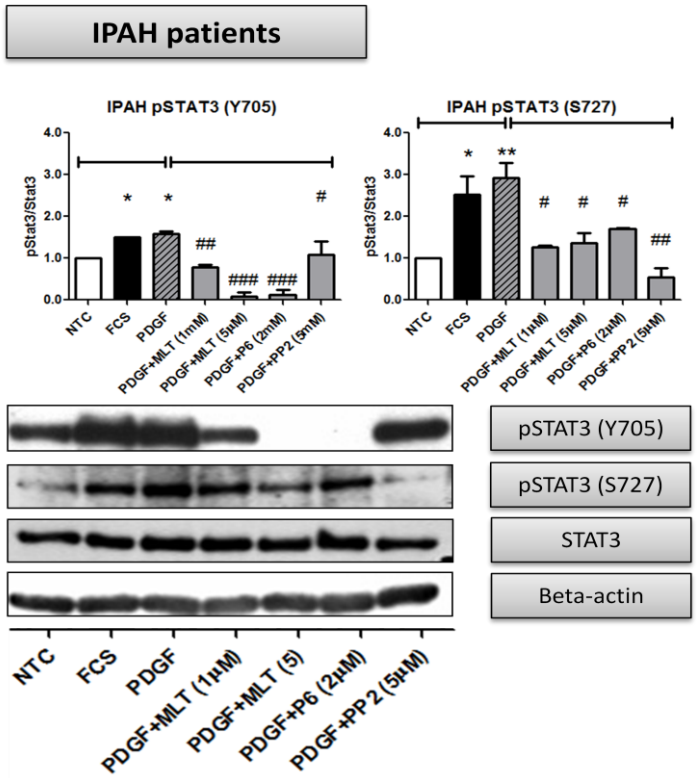 IPAH patients
IPAH pSTAT3 (Y705)
pStat3/Stat3
4.0
3.0
2.0
1.0
0.0
*
*
##
###
###
#
NTC
FCS
PDGF
PDGF+MLT (1mM)
PDGF+MLT (5μM)
PDGF+P6 (2mM)
PDGF+PP2 (5mM)
IPAH pSTAT3 (S727)
pStat3/Stat3
4.0
3.0
2.0
1.0
0.0
*
**
#
#
#
##
NTC
FCS
PDGF
PDGF+MLT (1μM)
PDGF+MLT (5μM)
PDGF+P6 (2μM)
PDGF+PP2 (5μM)
pSTAT3 (Y705)
pSTAT3 (S727)
STAT3
Beta-actin
NTC
FCS
PDGF
PDGF+MLT (1μM)
PDGF+MLT (5)
PDGF+P6 (2μM)
PDGF+PP2 (5μM)